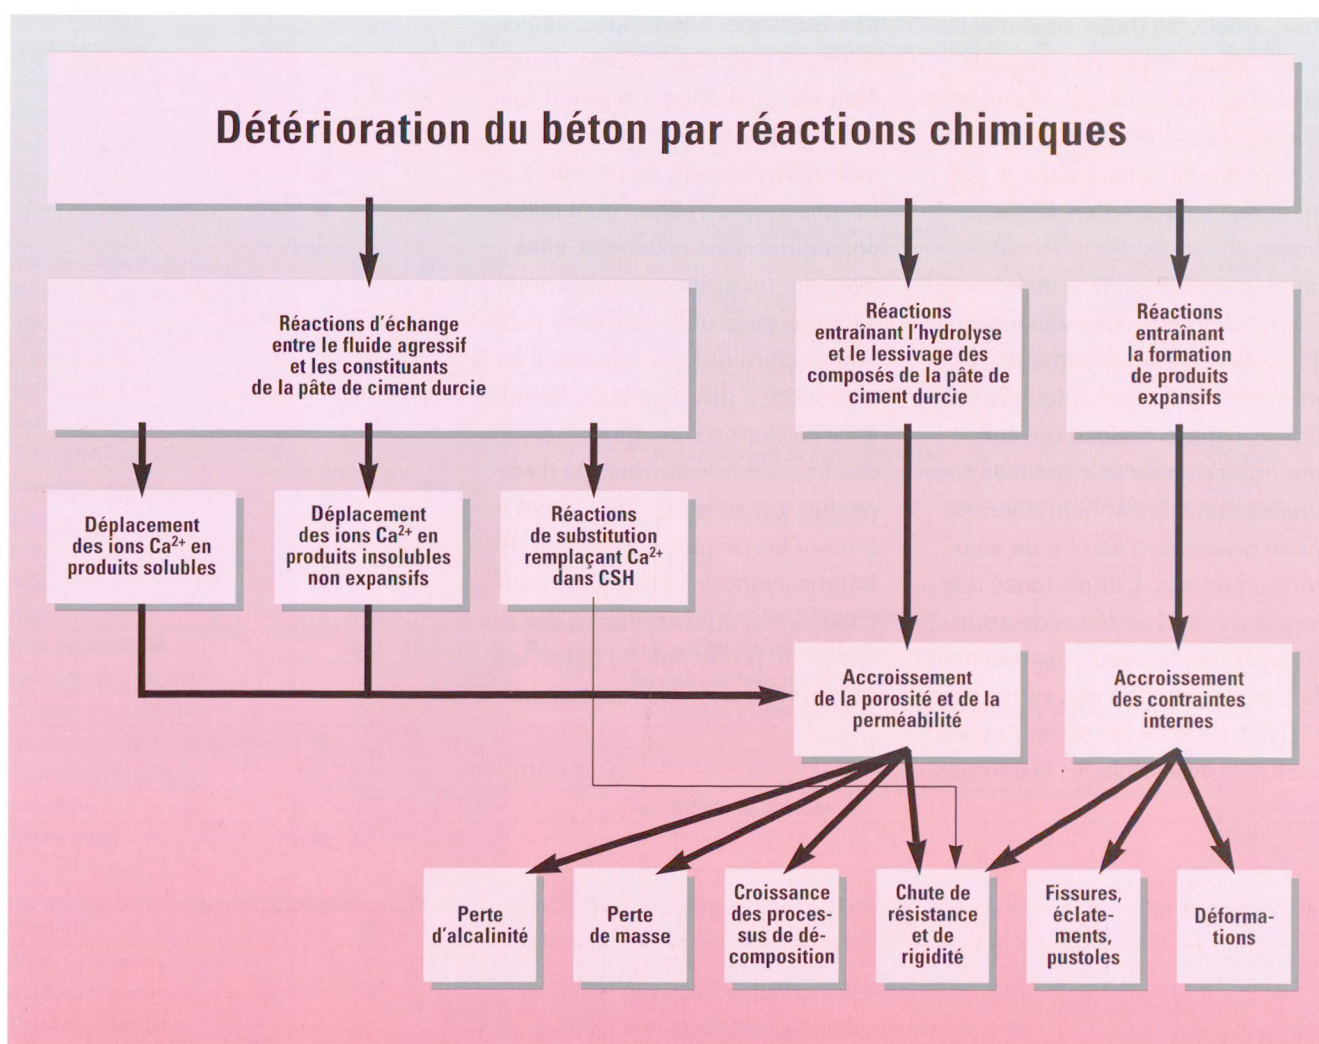 Détérioration du béton par réactions chimiques
Réactions d'échange
entre le fluide agressif
et les constituants
de la pâte de ciment durcie
Réactions
entraînant l'hydrolyse
et le lessivage des
composés de la pâte de
ciment durcie
Réactions
entraînant
la formation
de produits
expansifs
Déplacement
des ions Ca²⁺ en
produits solubles
Déplacement
des ions Ca²⁺ en
produits insolubles
non expansifs
Réactions
de substitution
remplaçant Ca²⁺
dans CSH
Accroissement
de la porosité et de la
perméabilité
Accroissement
des contraintes
internes
Perte
d'alcalinité
Perte
de masse
Croissance
des proces-
sus de dé-
composition
Chute de
résistance
et de
rigidité
Fissures,
éclate-
ments,
pustoles
Déforma-
tions